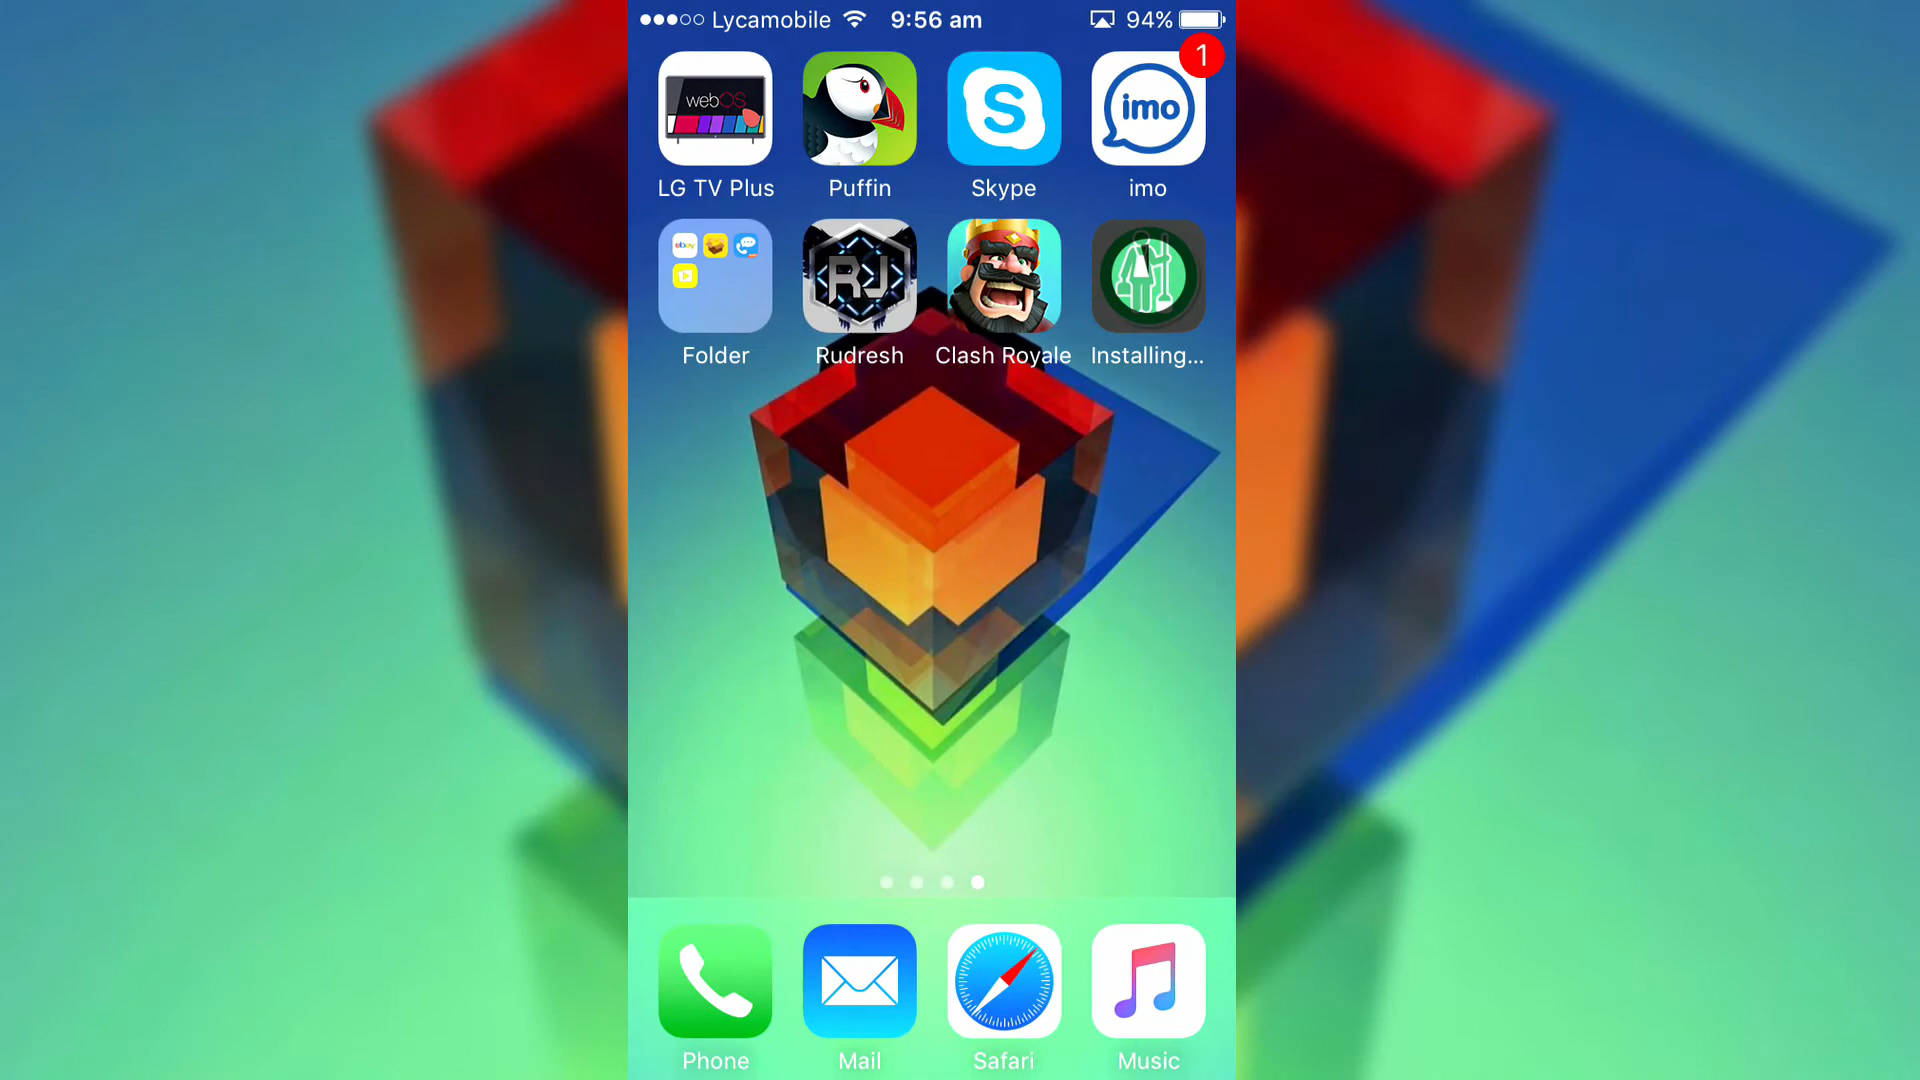 Lycamobile 9:56 am 94%
1
webOS
S
imo
LG TV Plus Puffin Skype imo
ebay
RJ
Folder Rudresh Clash Royale Installing...
Phone Mail Safari Music